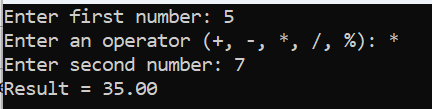 Enter first number: 5
Enter an operator (+, -, *, /, %): *
Enter second number: 7
Result = 35.00